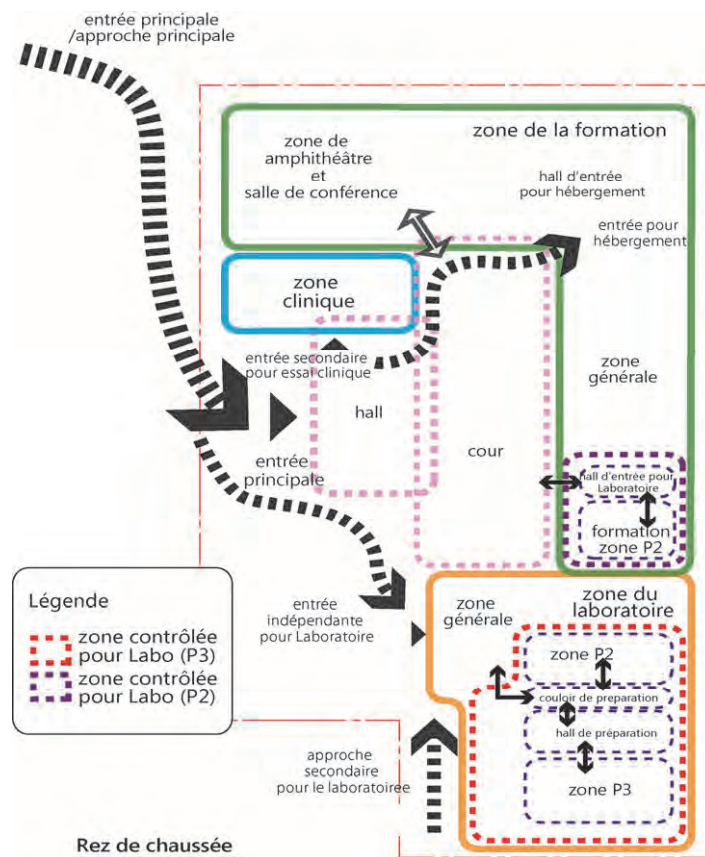 entrée principale
/approche principale
zone de la formation
zone de
amphithéâtre
et
salle de conférence
hall d'entrée
pour hébergement
entrée pour
hébergement
zone
clinique
entrée secondaire
pour essai clinique
zone
générale
hall
cour
entrée
principale
hall d'entrée pour
Laboratoire
formation
zone P2
zone du
laboratoire
zone
générale
entrée
indépendante
pour Laboratoire
zone P2
couloir de preparation
hall de préparation
zone P3
approche
secondaire
pour le laboratoiree
Légende
zone contrôlée
pour Labo (P3)
zone contrôlée
pour Labo (P2)
Rez de chaussée